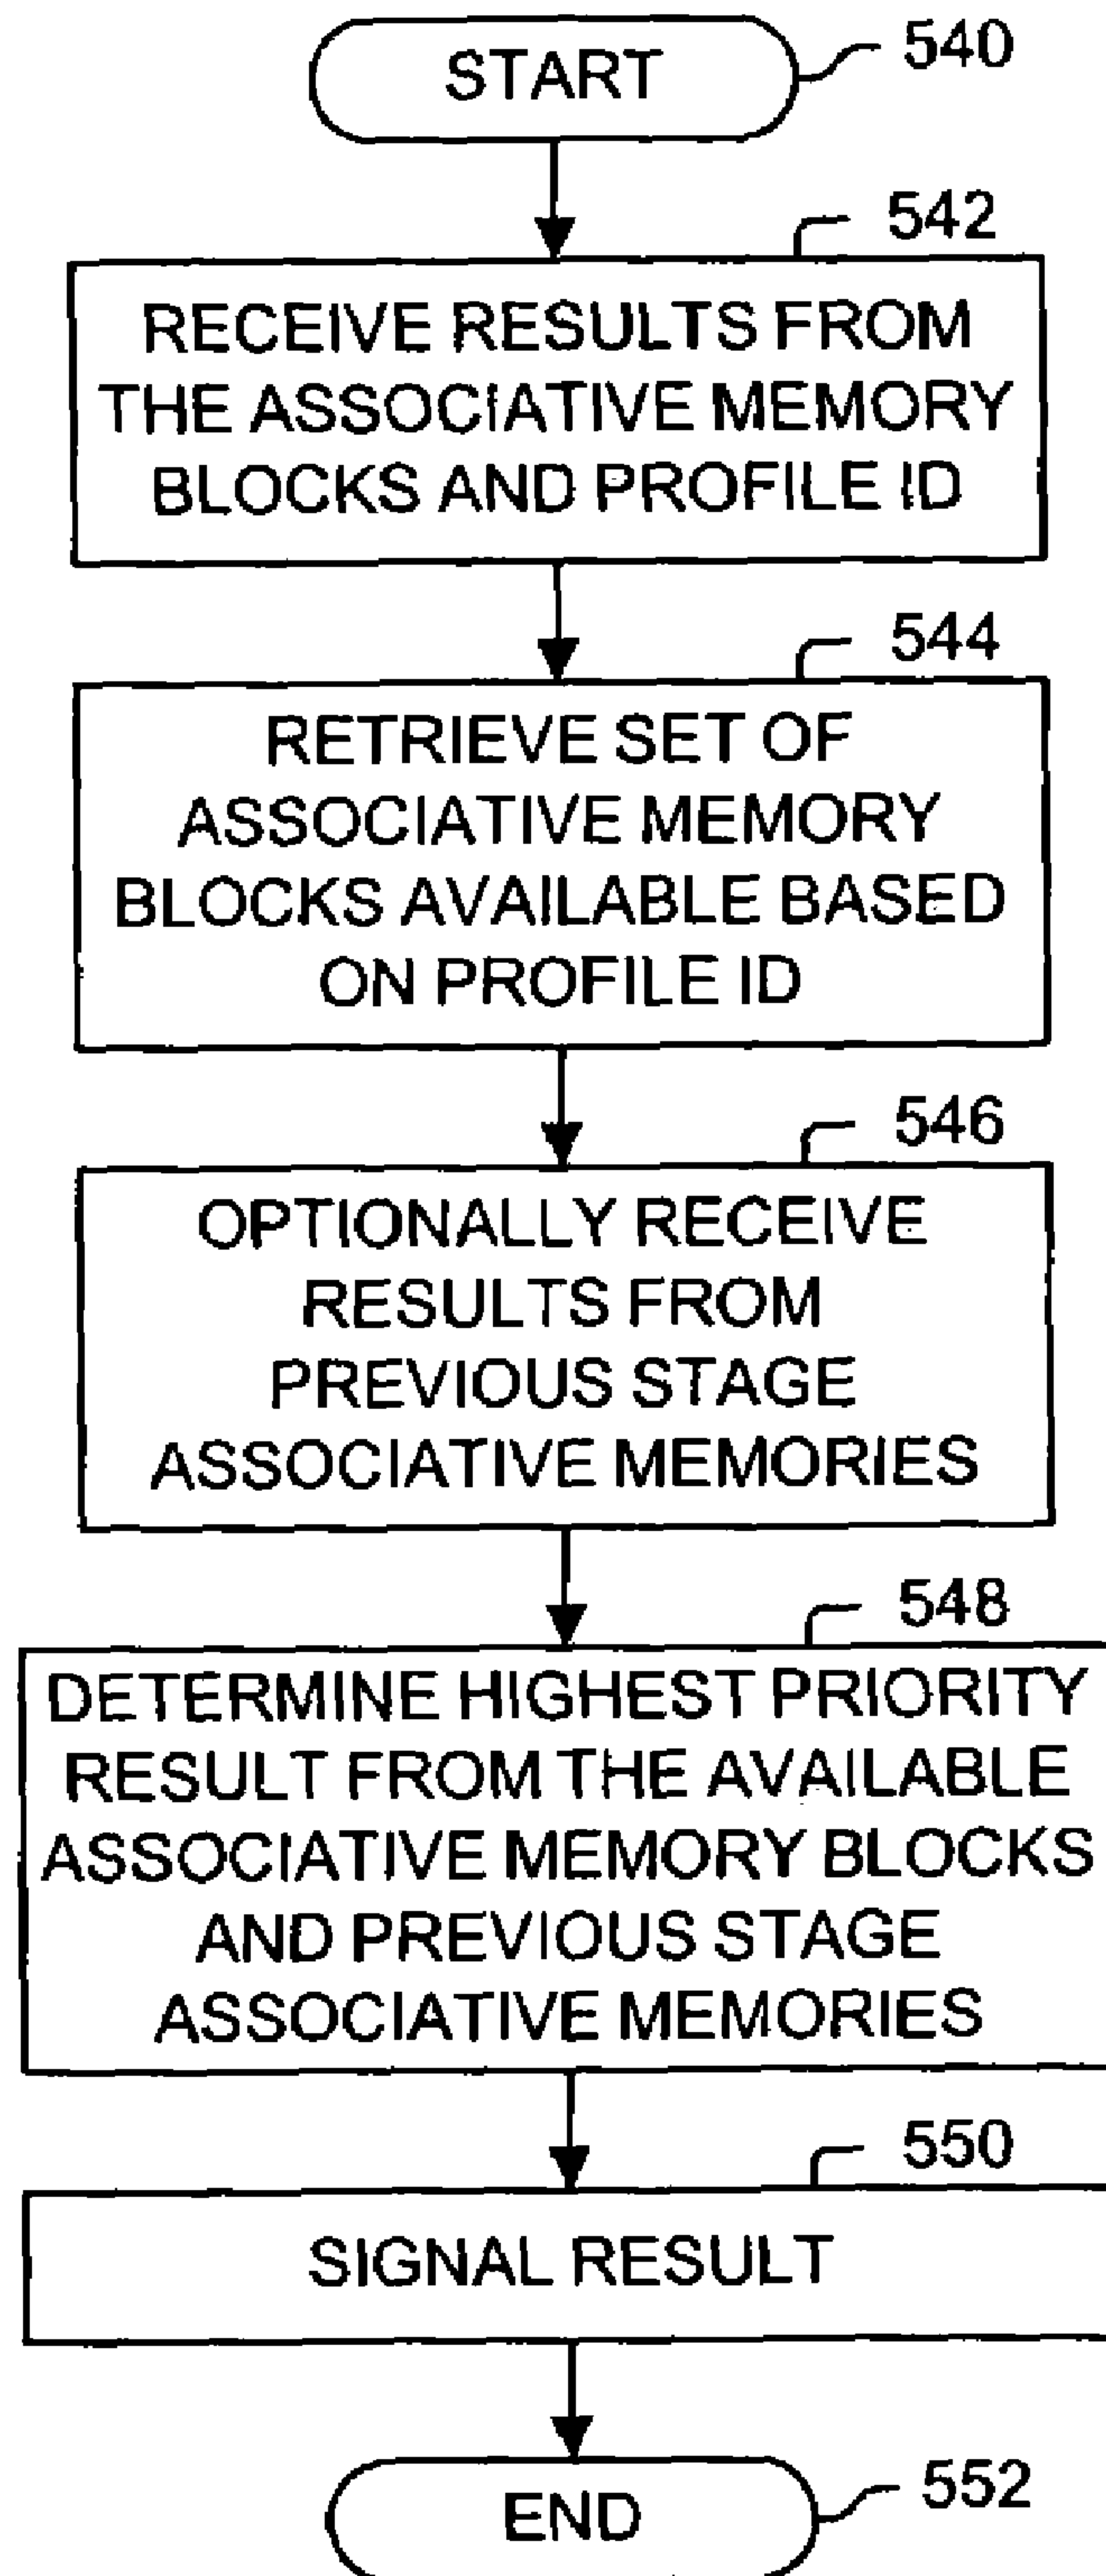 START
540
542
RECEIVE RESULTS FROM
THE ASSOCIATIVE MEMORY
BLOCKS AND PROFILE ID
544
RETRIEVE SET OF
ASSOCIATIVE MEMORY
BLOCKS AVAILABLE BASED
ON PROFILE ID
546
OPTIONALLY RECEIVE
RESULTS FROM
PREVIOUS STAGE
ASSOCIATIVE MEMORIES
548
DETERMINE HIGHEST PRIORITY
RESULT FROM THE AVAILABLE
ASSOCIATIVE MEMORY BLOCKS
AND PREVIOUS STAGE
ASSOCIATIVE MEMORIES
550
SIGNAL RESULT
END
552